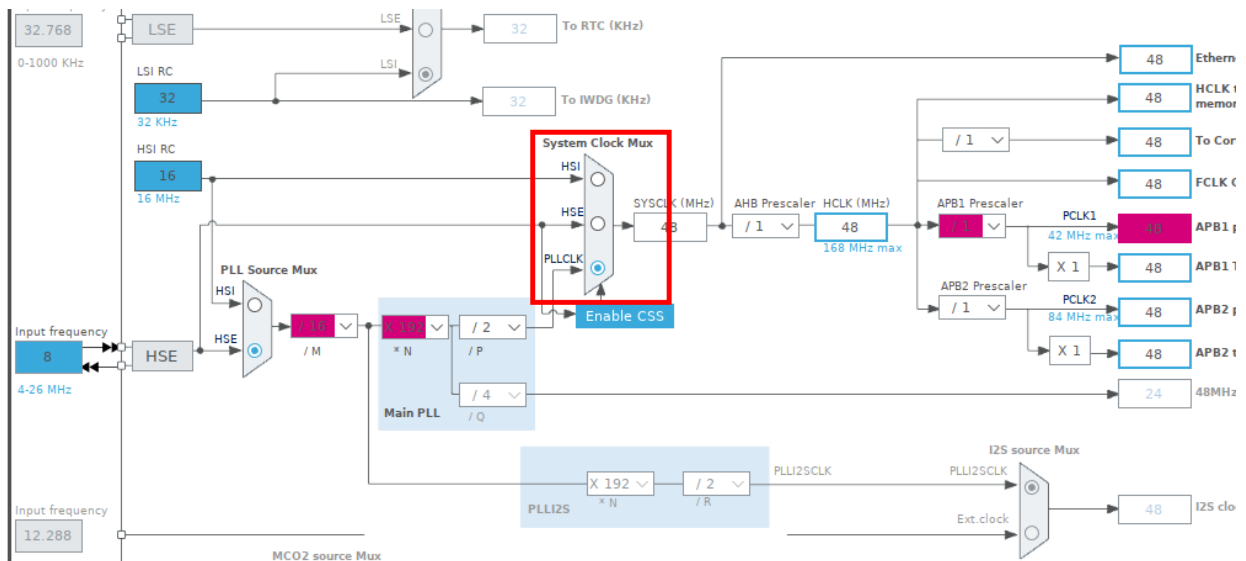 32.768
LSE
LSE
32
To RTC (KHz)
0-1000 KHz
LSI RC
LSI
32
32
To IWDG (KHz)
32 KHz
HSI RC
16
16 MHz
System Clock Mux
HSI
HSE
PLLCLK
Enable CSS
SYSCLK (MHz)
48
AHB Prescaler
/ 1
HCLK (MHz)
48
168 MHz max
48
48
HCLK
/ 1
48
To
48
FCLK
APB1 Prescaler
/ 1
PCLK1
42 MHz max
48
APB1
X 1
48
APB1
APB2 Prescaler
/ 1
PCLK2
84 MHz max
48
APB2
X 1
48
APB2
PLL Source Mux
HSI
HSE
Input frequency
8
4-26 MHz
HSE
/ 16
/ M
X 192
* N
/ 2
/ P
/ 4
/ Q
Main PLL
24
48MHz
X 192
* N
/ 2
/ R
PLLI2S
PLLI2SCLK
I2S source Mux
PLLI2SCLK
Ext.clock
48
I2S
Input frequency
12.288
MCO2 source Mux